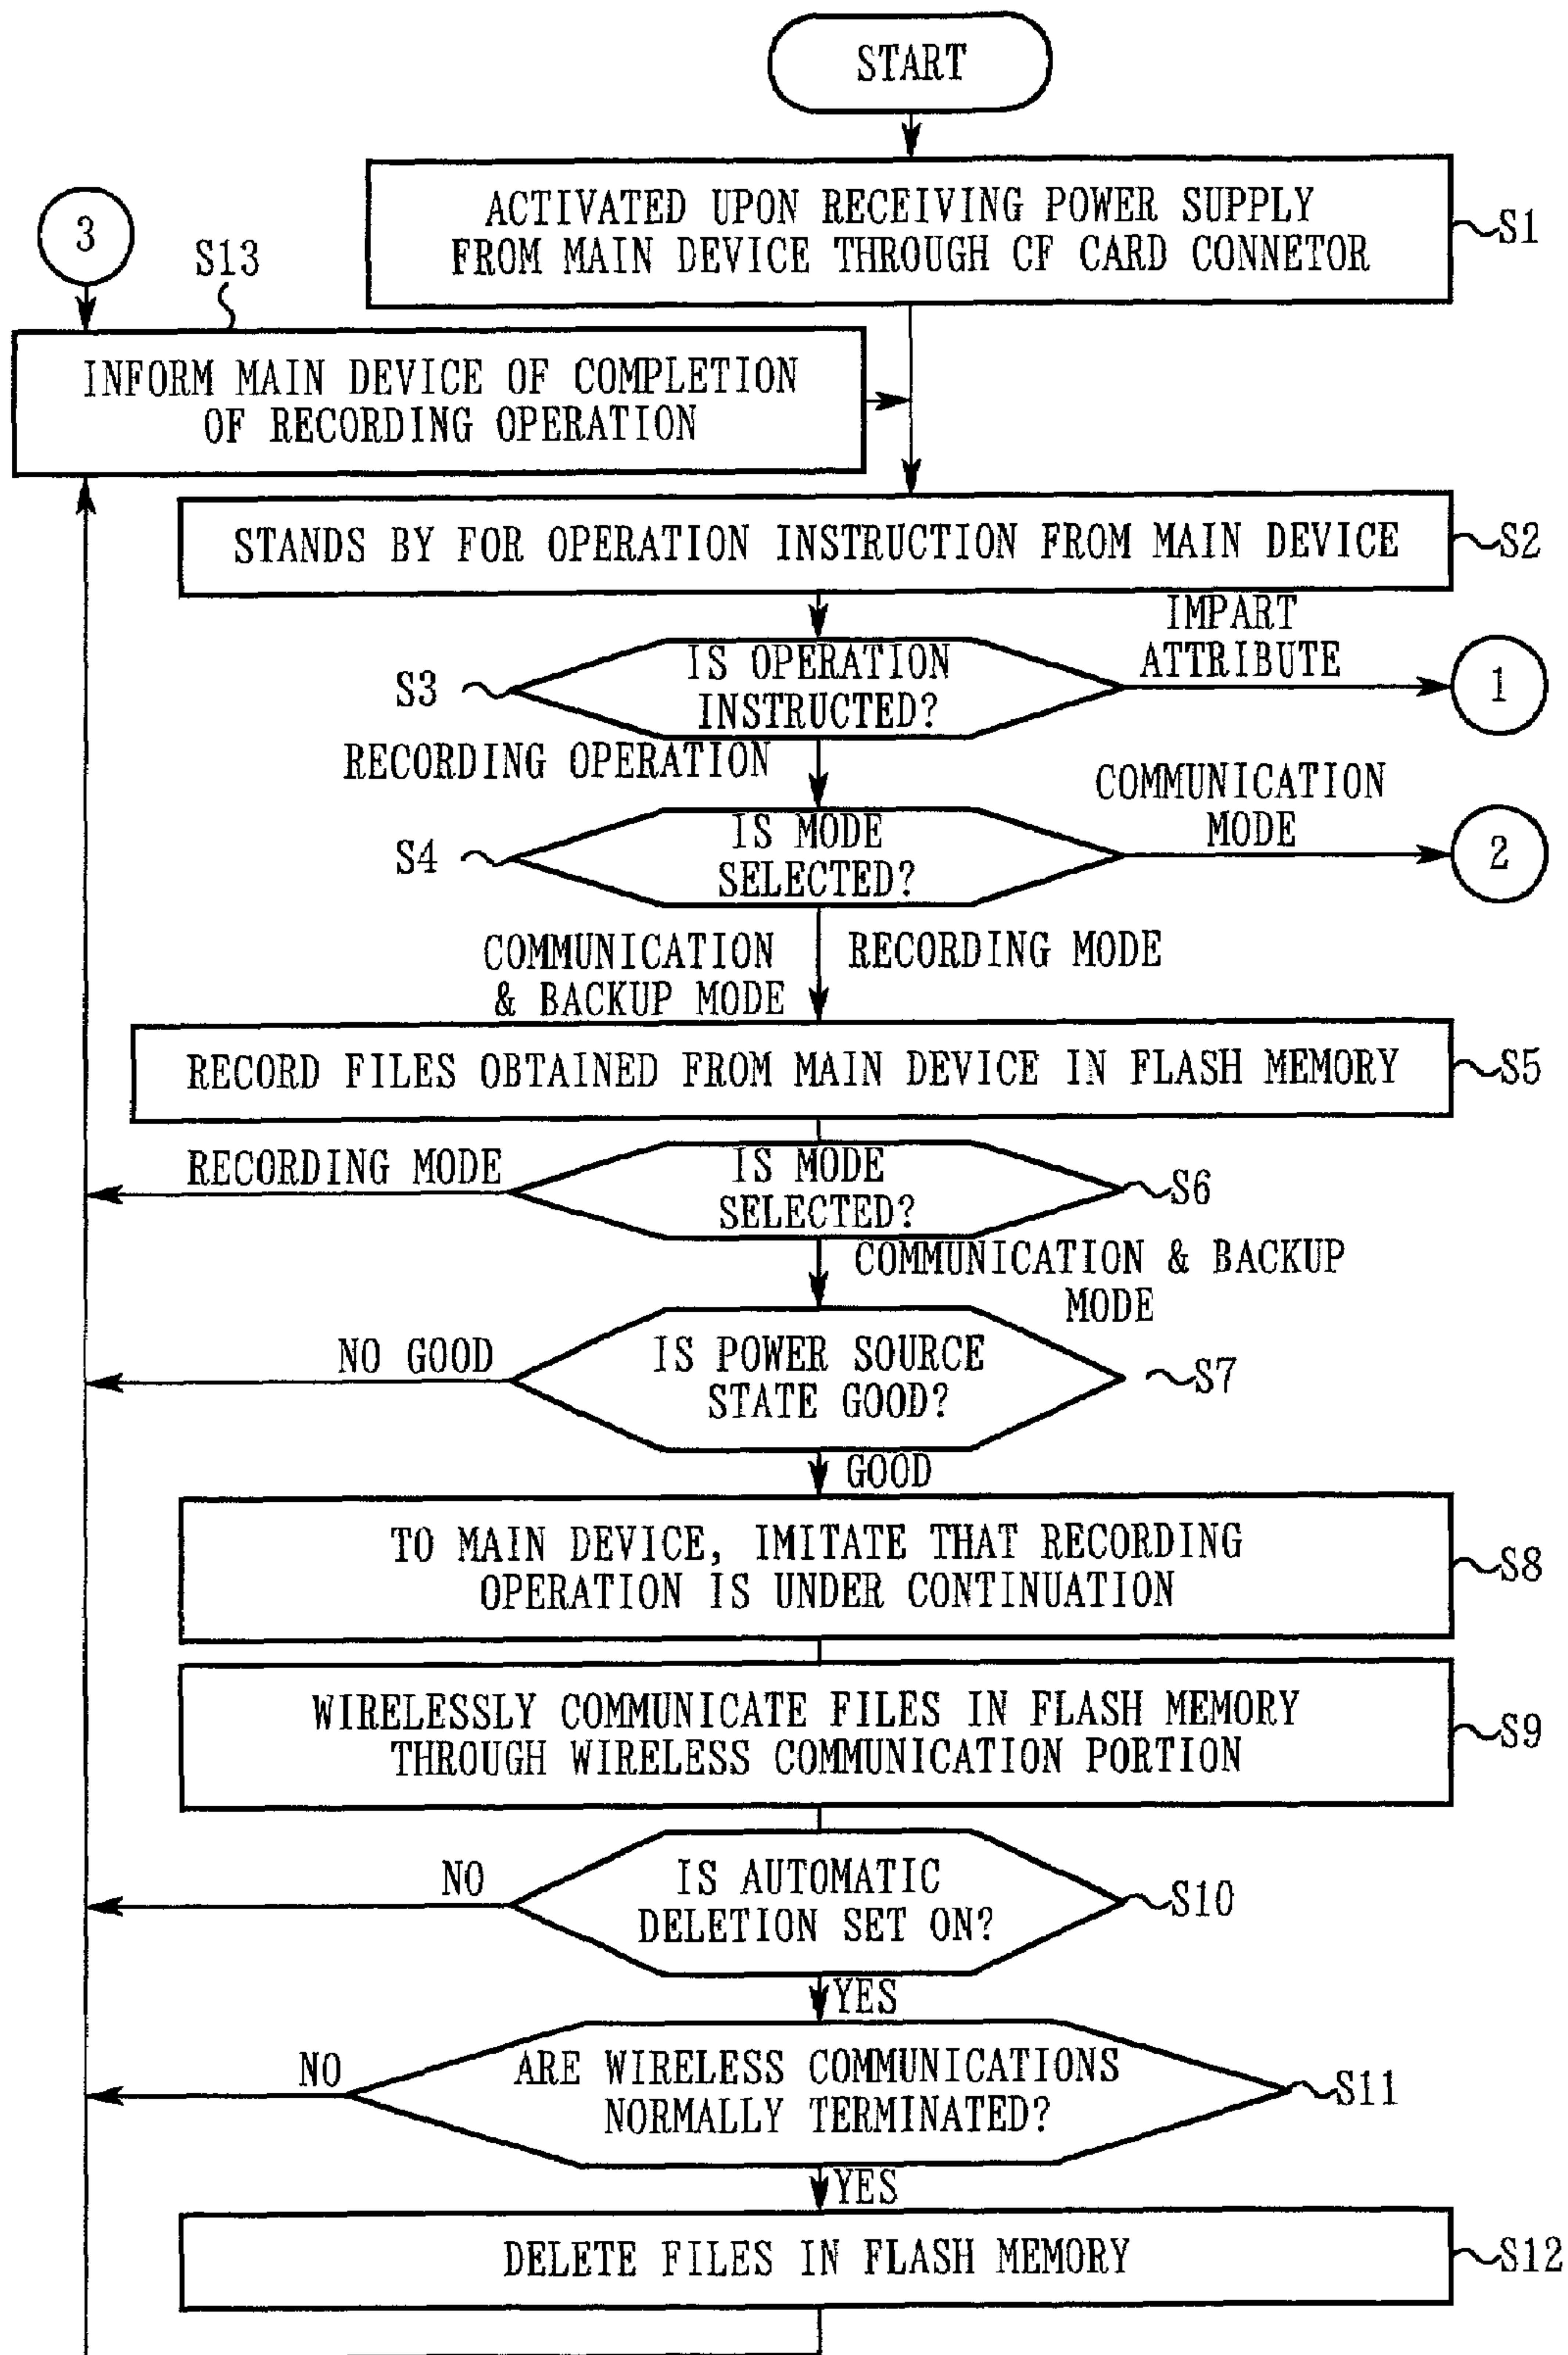 START
ACTIVATED UPON RECEIVING POWER SUPPLY
FROM MAIN DEVICE THROUGH CF CARD CONNETOR
S1
3
S13
INFORM MAIN DEVICE OF COMPLETION
OF RECORDING OPERATION
STANDS BY FOR OPERATION INSTRUCTION FROM MAIN DEVICE
S2
IS OPERATION
INSTRUCTED?
S3
IMPART
ATTRIBUTE
1
RECORDING OPERATION
IS MODE
SELECTED?
S4
COMMUNICATION
MODE
2
COMMUNICATION
& BACKUP MODE
RECORDING MODE
RECORD FILES OBTAINED FROM MAIN DEVICE IN FLASH MEMORY
S5
RECORDING MODE
IS MODE
SELECTED?
S6
COMMUNICATION & BACKUP
MODE
NO GOOD
IS POWER SOURCE
STATE GOOD?
S7
GOOD
TO MAIN DEVICE, IMITATE THAT RECORDING
OPERATION IS UNDER CONTINUATION
S8
WIRELESSLY COMMUNICATE FILES IN FLASH MEMORY
THROUGH WIRELESS COMMUNICATION PORTION
S9
NO
IS AUTOMATIC
DELETION SET ON?
S10
YES
NO
ARE WIRELESS COMMUNICATIONS
NORMALLY TERMINATED?
S11
YES
DELETE FILES IN FLASH MEMORY
S12